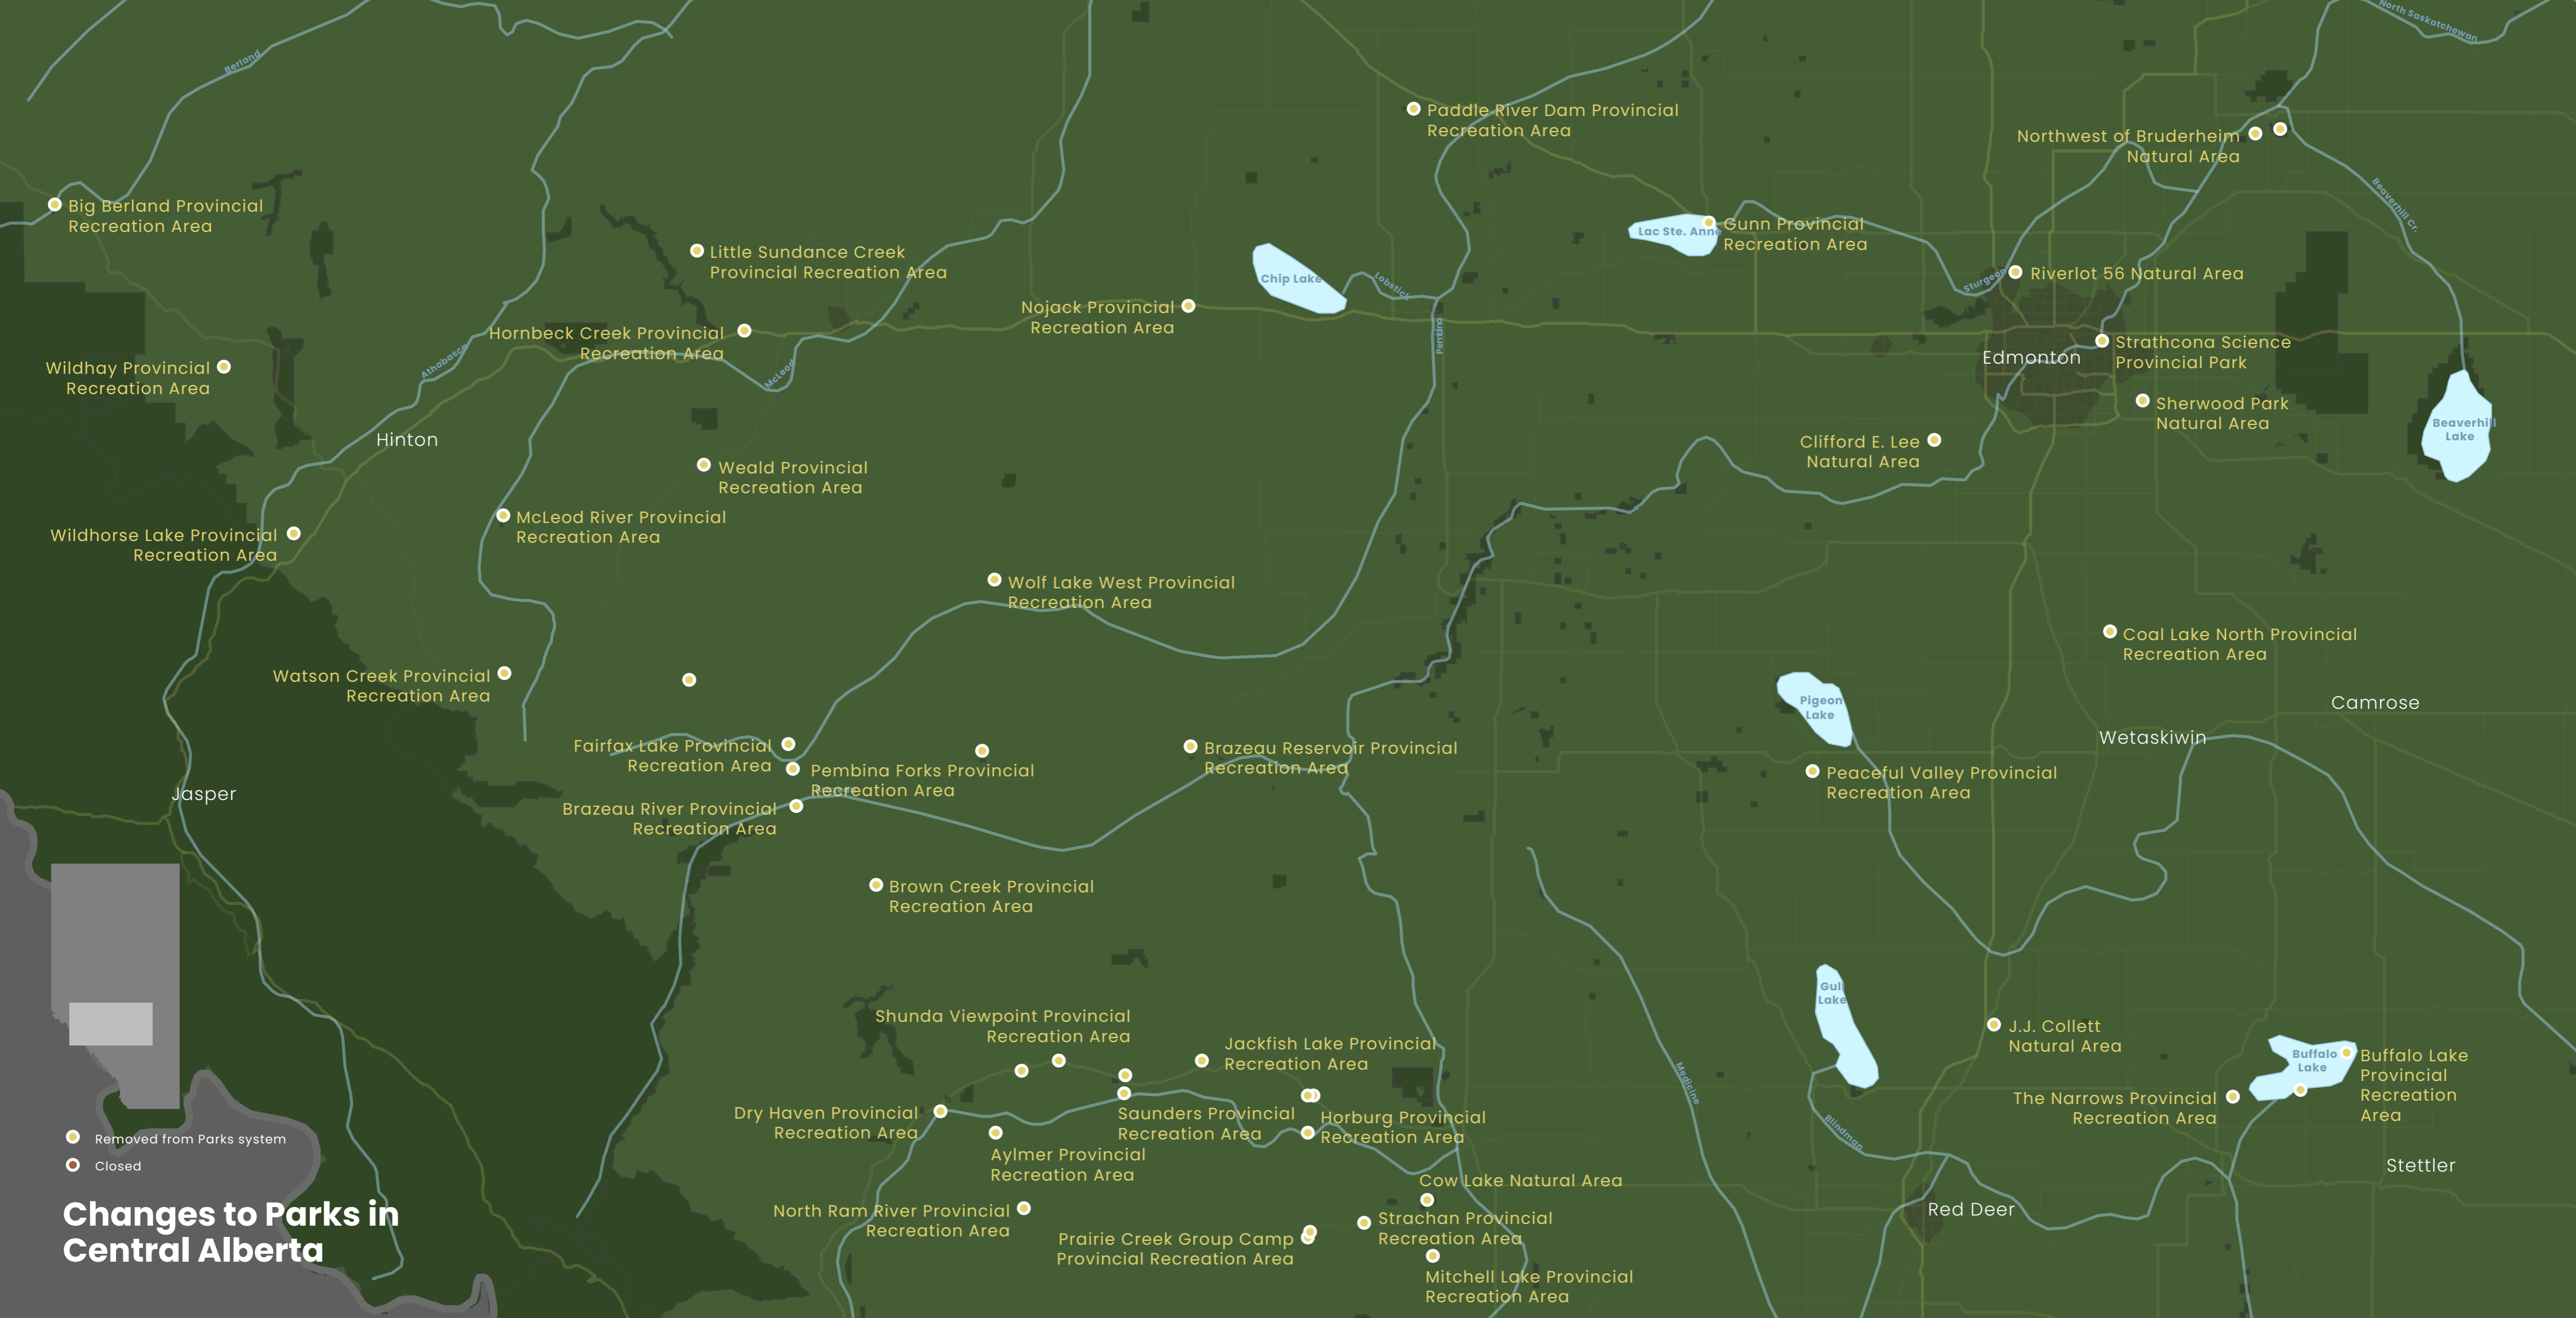 North Saskatchewan
Berland
Paddle River Dam Provincial
Recreation Area
Northwest of Bruderheim
Natural Area
Beaverhill Cr.
Big Berland Provincial
Recreation Area
Little Sundance Creek
Provincial Recreation Area
Lac Ste. Anne
Gunn Provincial
Recreation Area
Chip Lake
Lobstick
Sturgeon
Riverlot 56 Natural Area
Nojack Provincial
Recreation Area
Hornbeck Creek Provincial
Recreation Area
Pembina
Edmonton
Strathcona Science
Provincial Park
Athabasca
McLeod
Wildhay Provincial
Recreation Area
Sherwood Park
Natural Area
Beaverhill
Lake
Hinton
Clifford E. Lee
Natural Area
Weald Provincial
Recreation Area
McLeod River Provincial
Recreation Area
Wildhorse Lake Provincial
Recreation Area
Wolf Lake West Provincial
Recreation Area
Coal Lake North Provincial
Recreation Area
Watson Creek Provincial
Recreation Area
Pigeon
Lake
Camrose
Wetaskiwin
Fairfax Lake Provincial
Recreation Area
Brazeau Reservoir Provincial
Recreation Area
Pembina Forks Provincial
Recreation Area
Peaceful Valley Provincial
Recreation Area
Jasper
Brazeau River Provincial
Recreation Area
Brown Creek Provincial
Recreation Area
Gull
Lake
Shunda Viewpoint Provincial
Recreation Area
Jackfish Lake Provincial
Recreation Area
J.J. Collett
Natural Area
Buffalo
Lake
Buffalo Lake
Provincial
Recreation
Area
Medicine
The Narrows Provincial
Recreation Area
Dry Haven Provincial
Recreation Area
Saunders Provincial
Recreation Area
Horburg Provincial
Recreation Area
Blindman
Aylmer Provincial
Recreation Area
Stettler
Cow Lake Natural Area
North Ram River Provincial
Recreation Area
Strachan Provincial
Recreation Area
Red Deer
Prairie Creek Group Camp
Provincial Recreation Area
Mitchell Lake Provincial
Recreation Area
Removed from Parks system
Closed
Changes to Parks in
Central Alberta